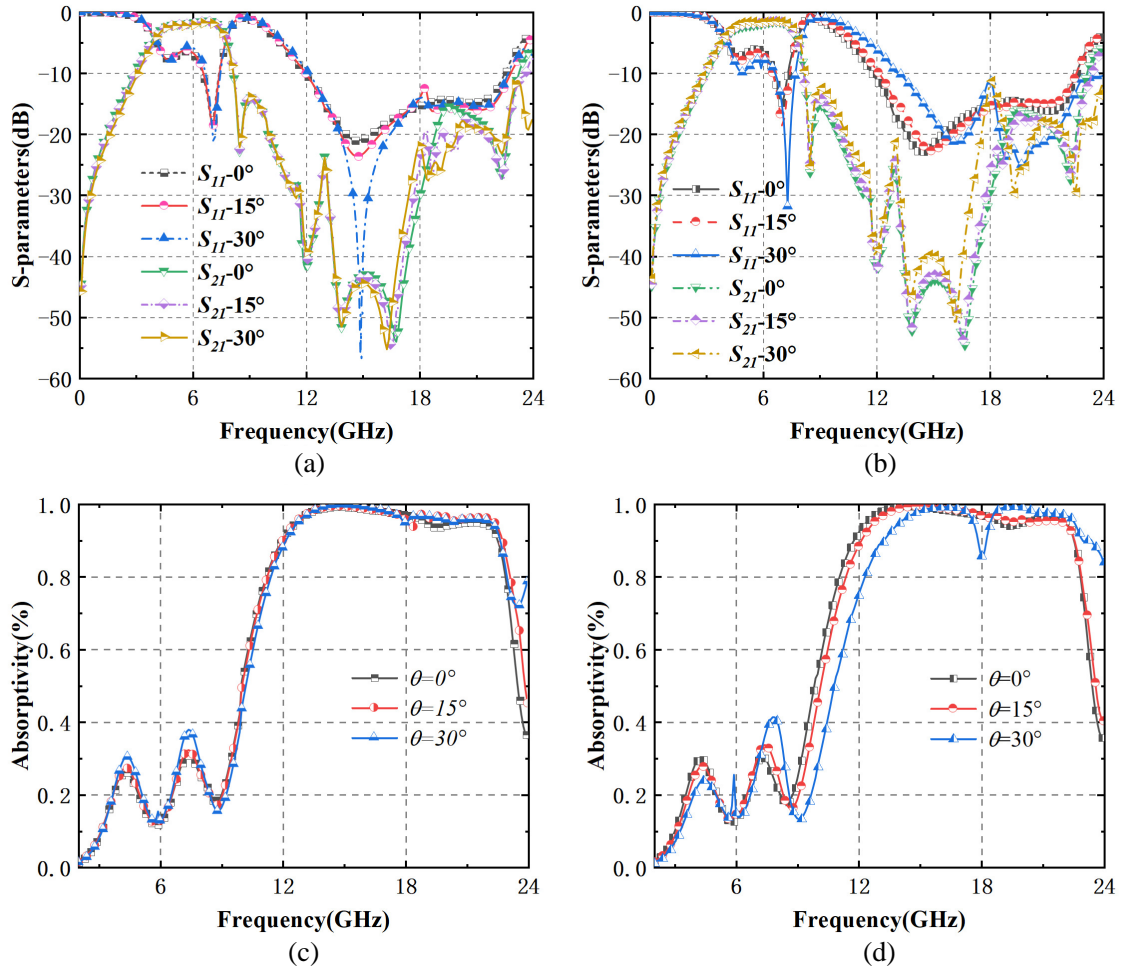 0
−10
−20
−30
−40
−50
−60
S-parameters(dB)
S11-0°
S11-15°
S11-30°
S21-0°
S21-15°
S21-30°
0 6 12 18 24
Frequency(GHz)
(a)
0
−10
−20
−30
−40
−50
−60
S-parameters(dB)
S11-0°
S11-15°
S11-30°
S21-0°
S21-15°
S21-30°
0 6 12 18 24
Frequency(GHz)
(b)
1.0
0.8
0.6
0.4
0.2
0.0
Absorptivity(%)
θ=0°
θ=15°
θ=30°
6 12 18 24
Frequency(GHz)
(c)
1.0
0.8
0.6
0.4
0.2
0.0
Absorptivity(%)
θ=0°
θ=15°
θ=30°
6 12 18 24
Frequency(GHz)
(d)